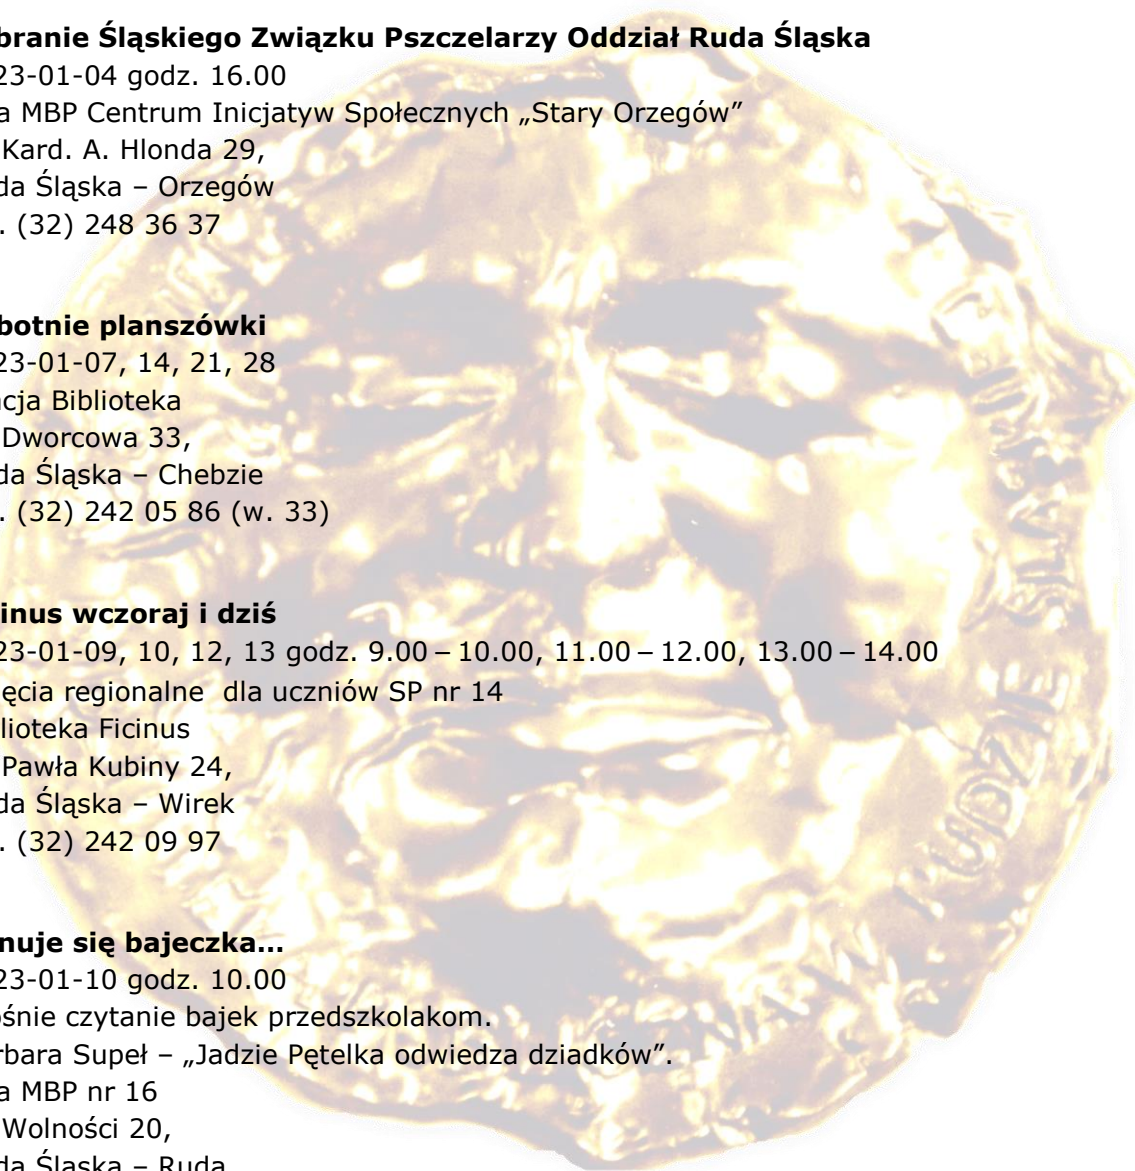 branie Śląskiego Związku Pszczelarzy Oddział Ruda Śląska
23-01-04 godz. 16.00
a MBP Centrum Inicjatyw Społecznych „Stary Orzegów”
Kard. A. Hlonda 29,
da Śląska – Orzegów
. (32) 248 36 37
botnie planszówki
23-01-07, 14, 21, 28
cja Biblioteka
Dworcowa 33,
da Śląska – Chebzie
. (32) 242 05 86 (w. 33)
inus wczoraj i dziś
23-01-09, 10, 12, 13 godz. 9.00 – 10.00, 11.00 – 12.00, 13.00 – 14.00
ęcia regionalne dla uczniów SP nr 14
lioteka Ficinus
Pawła Kubiny 24,
da Śląska – Wirek
. (32) 242 09 97
nuje się bajeczka…
23-01-10 godz. 10.00
ośnie czytanie bajek przedszkolakom.
rbara Supeł – „Jadzie Pętelka odwiedza dziadków”.
a MBP nr 16
Wolności 20,
da Śląska – Ruda